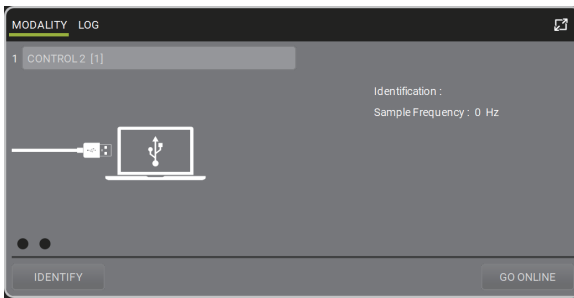 MODALITY LOG
1 CONTROL 2 [1]
Identification :
Sample Frequency : 0 Hz
IDENTIFY
GO ONLINE